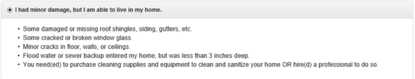 I had minor damage, but I am able to live in my home.
• Some damaged or missing roof shingles, siding, gutters, etc.
• Some cracked or broken window glass.
• Minor cracks in floor, walls, or ceilings.
• Flood water or sewer backup entered my home, but was less than 3 inches deep.
• You need(ed) to purchase cleaning supplies and equipment to clean and sanitize your home OR hire(d) a professional to do so.